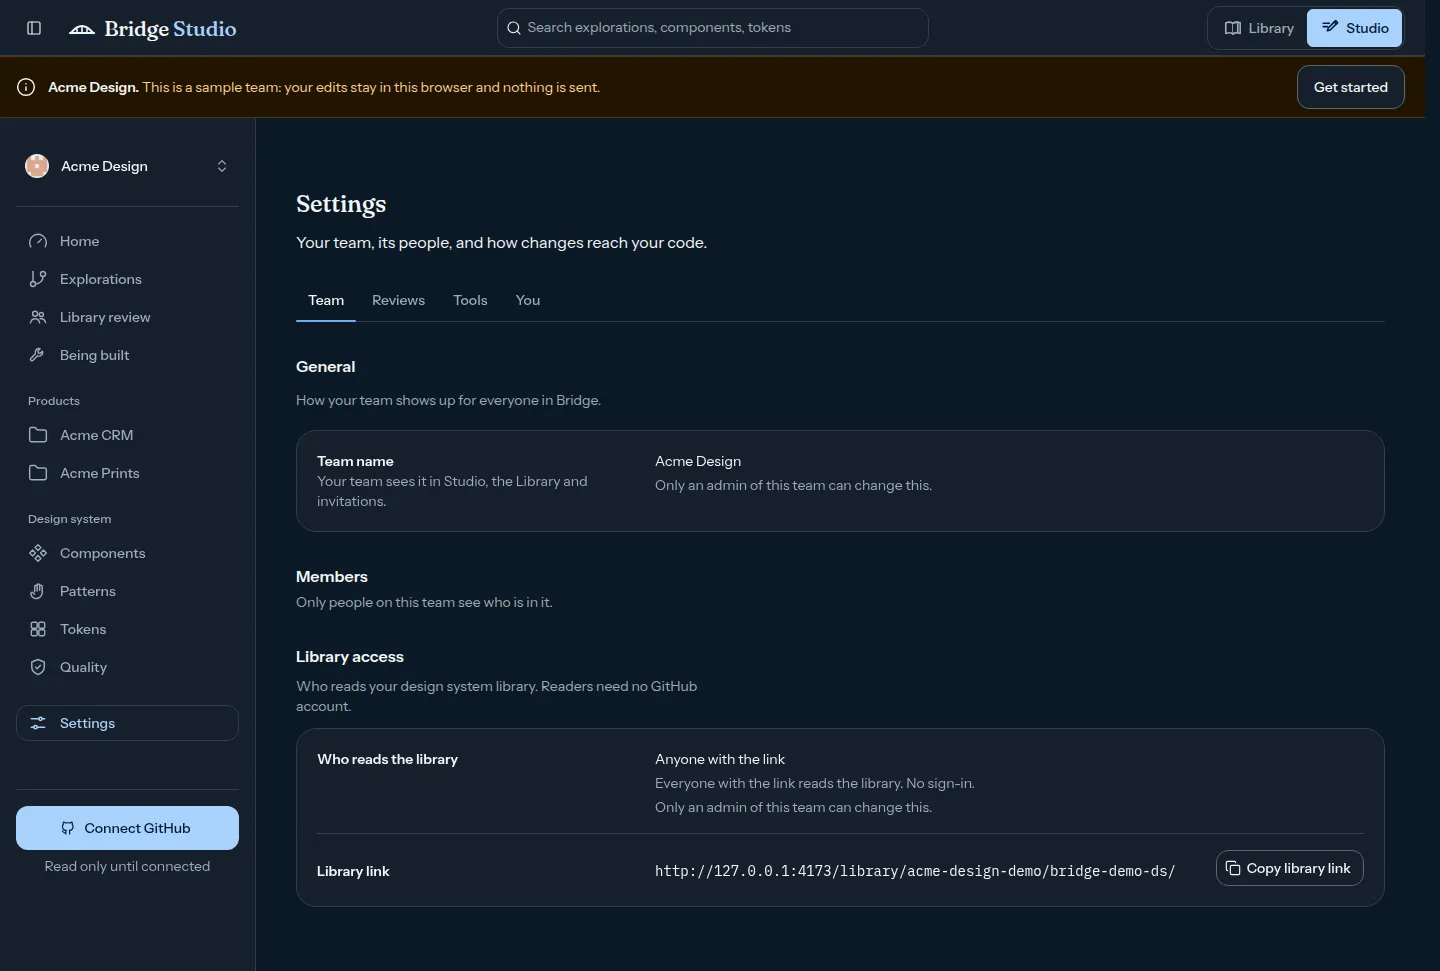 Bridge Studio
Search explorations, components, tokens
Library
Studio
Acme Design. This is a sample team: your edits stay in this browser and nothing is sent.
Get started
Acme Design
Home
Explorations
Library review
Being built
Products
Acme CRM
Acme Prints
Design system
Components
Patterns
Tokens
Quality
Settings
Connect GitHub
Read only until connected
Settings
Your team, its people, and how changes reach your code.
Team
Reviews
Tools
You
General
How your team shows up for everyone in Bridge.
Team name
Your team sees it in Studio, the Library and
invitations.
Acme Design
Only an admin of this team can change this.
Members
Only people on this team see who is in it.
Library access
Who reads your design system library. Readers need no GitHub
account.
Who reads the library
Anyone with the link
Everyone with the link reads the library. No sign-in.
Only an admin of this team can change this.
Library link
http://127.0.0.1:4173/library/acme-design-demo/bridge-demo-ds/
Copy library link